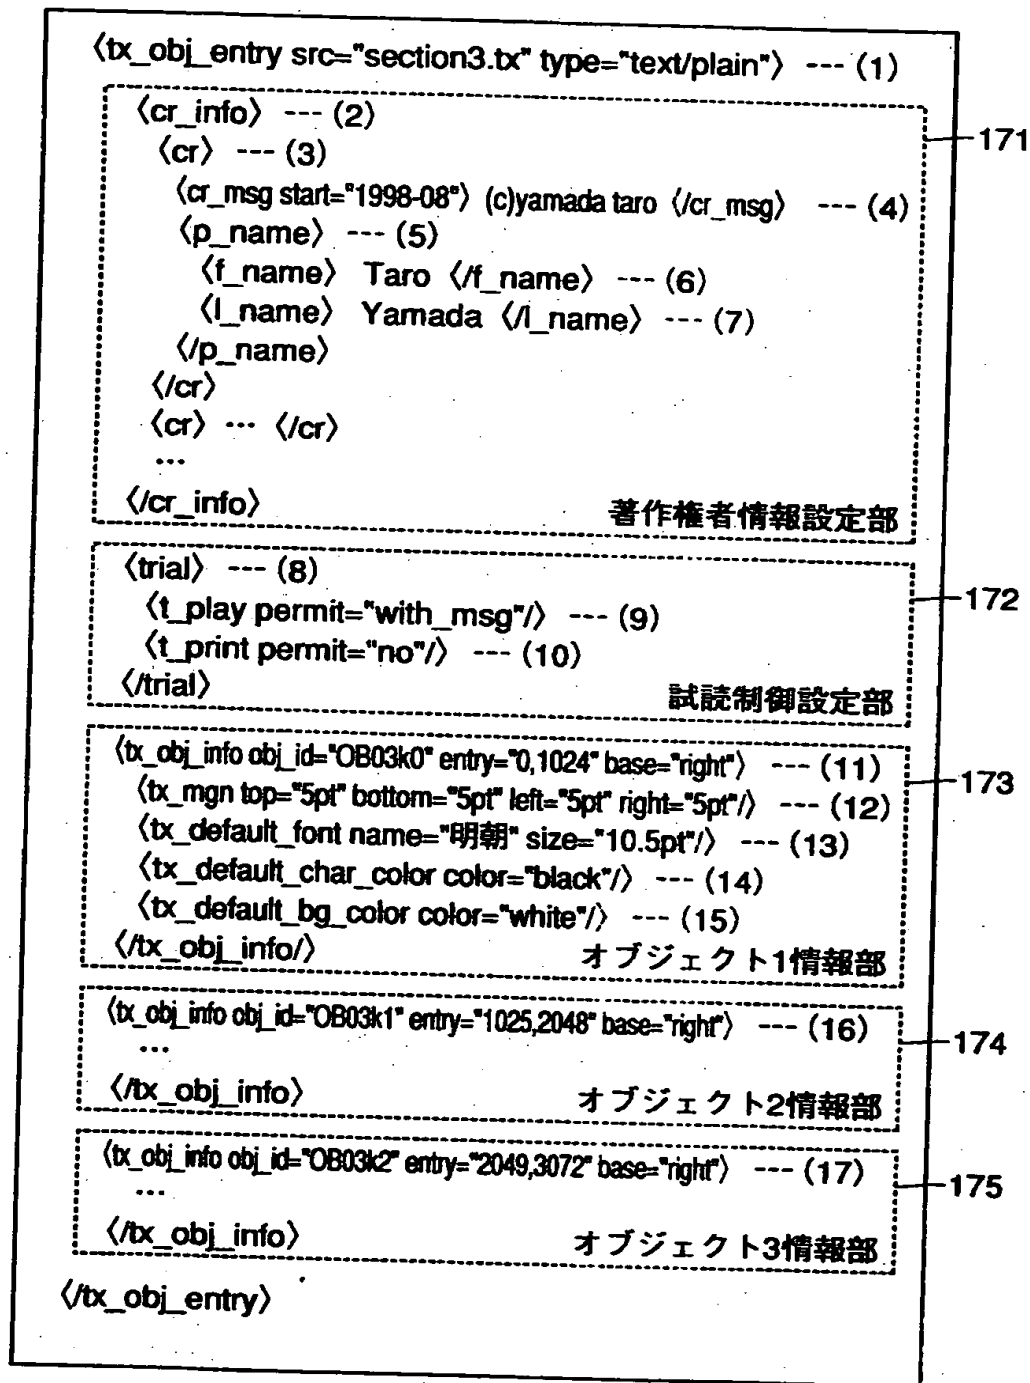 〈tx_obj_entry src="section3.tx" type="text/plain"〉 --- (1)
〈cr_info〉 --- (2)
171
〈cr〉 --- (3)
〈cr_msg start="1998-08"〉 (c)yamada taro 〈/cr_msg〉 --- (4)
〈p_name〉 --- (5)
〈f_name〉 Taro 〈/f_name〉 --- (6)
〈l_name〉 Yamada 〈/l_name〉 --- (7)
〈/p_name〉
〈/cr〉
〈cr〉 … 〈/cr〉
…
〈/cr_info〉 著作権者情報設定部
〈trial〉 --- (8)
172
〈t_play permit="with_msg"/〉 --- (9)
〈t_print permit="no"/〉 --- (10)
〈/trial〉 試読制御設定部
〈tx_obj_info obj_id="OB03k0" entry="0,1024" base="right"〉 --- (11)
173
〈tx_mgn top="5pt" bottom="5pt" left="5pt" right="5pt"/〉 --- (12)
〈tx_default_font name="明朝" size="10.5pt"/〉 --- (13)
〈tx_default_char_color color="black"/〉 --- (14)
〈tx_default_bg_color color="white"/〉 --- (15)
〈/tx_obj_info/〉 オブジェクト1情報部
〈tx_obj_info obj_id="OB03k1" entry="1025,2048" base="right"〉 --- (16)
174
…
〈/tx_obj_info〉 オブジェクト2情報部
〈tx_obj_info obj_id="OB03k2" entry="2049,3072" base="right"〉 --- (17)
175
…
〈/tx_obj_info〉 オブジェクト3情報部
〈/tx_obj_entry〉